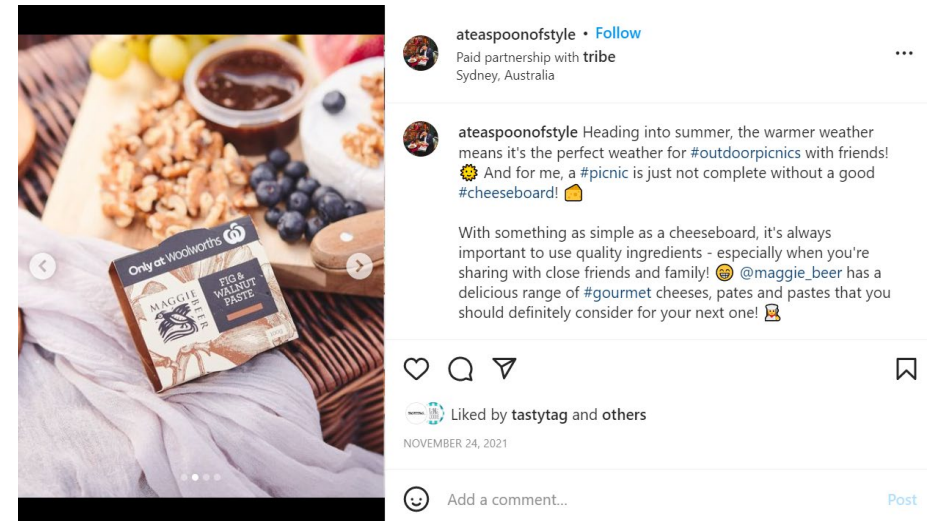 ateaspoonofstyle • Follow
Paid partnership with tribe
Sydney, Australia
ateaspoonofstyle Heading into summer, the warmer weather
means it's the perfect weather for #outdoorpicnics with friends!
🌞 And for me, a #picnic is just not complete without a good
#cheeseboard! 🧀
With something as simple as a cheeseboard, it's always
important to use quality ingredients - especially when you're
sharing with close friends and family! 😁 @maggie_beer has a
delicious range of #gourmet cheeses, pates and pastes that you
should definitely consider for your next one! 👩‍🍳
Only at Woolworths
MAGGIE
BEER
FIG &
WALNUT
PASTE
Liked by tastytag and others
NOVEMBER 24, 2021
Add a comment...
Post